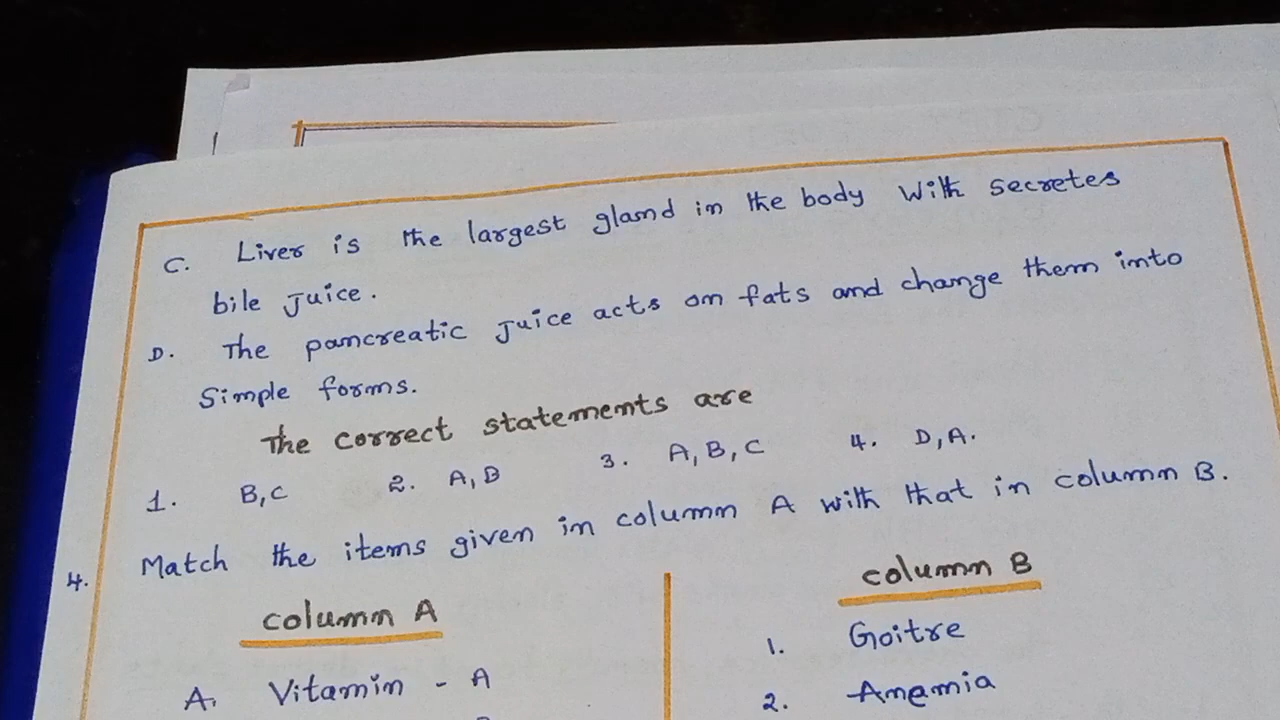 C. Liver is the largest gland in the body With secretes
bile juice.
D. The pancreatic juice acts on fats and change them into
Simple forms.
The correct statements are
1. B,C 2. A,B 3. A,B,C 4. D,A.
4. Match the items given in column A with that in column B.
column A column B
A. Vitamin - A 1. Goitre
2. Anemia